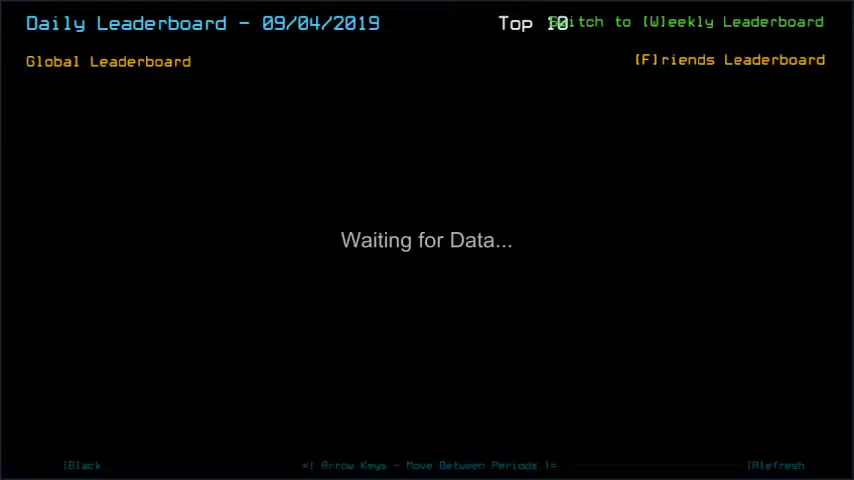 Daily Leaderboard - 09/04/2019
Top 10
Switch to [W]eekly Leaderboard
Global Leaderboard
[F]riends Leaderboard
Waiting for Data...
[B]ack
=[ Arrow Keys - Move Between Periods ]=
[R]efresh